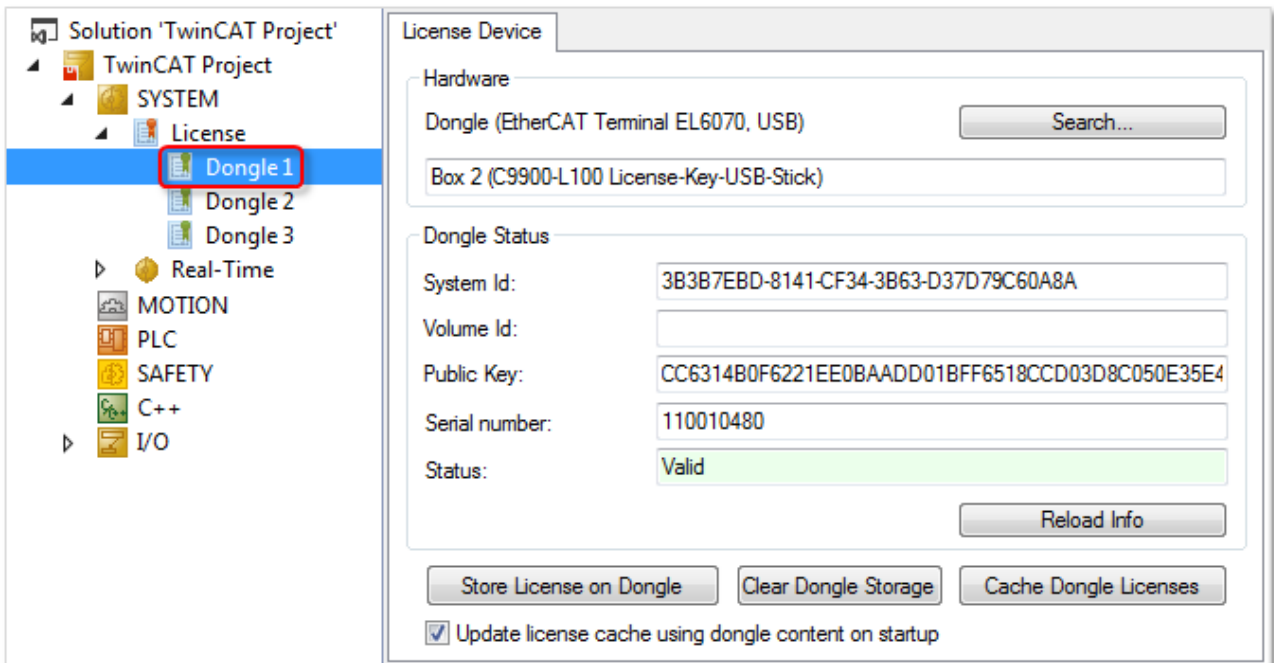 Solution 'TwinCAT Project'
TwinCAT Project
SYSTEM
License
Dongle 1
Dongle 2
Dongle 3
Real-Time
MOTION
PLC
SAFETY
C++
I/O
License Device
Hardware
Dongle (EtherCAT Terminal EL6070, USB)
Search...
Box 2 (C9900-L100 License-Key-USB-Stick)
Dongle Status
System Id: 3B3B7EBD-8141-CF34-3B63-D37D79C60A8A
Volume Id:
Public Key: CC6314B0F6221EE0BAADD01BFF6518CCD03D8C050E35E4
Serial number: 110010480
Status: Valid
Reload Info
Store License on Dongle Clear Dongle Storage Cache Dongle Licenses
Update license cache using dongle content on startup